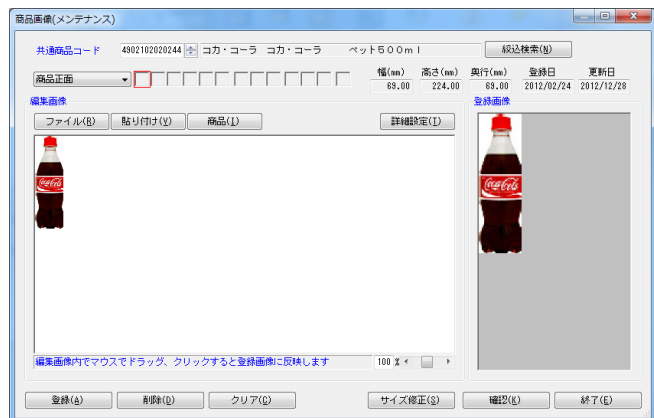 商品画像(メンテナンス)
共通商品コード 4902102020244 コカ・コーラ コカ・コーラ ペット500ml 絞込検索(N)
商品正面 幅(mm) 高さ(mm) 奥行(mm) 登録日 更新日
69.00 224.00 69.00 2012/02/24 2012/12/28
編集画像 登録画像
ファイル(R) 貼り付け(Y) 商品(I) 詳細設定(T)
Coca-Cola Coca-Cola
編集画像内でマウスでドラッグ、クリックすると登録画像に反映します 100 %
登録(A) 削除(D) クリア(C) サイズ修正(S) 確認(K) 終了(E)